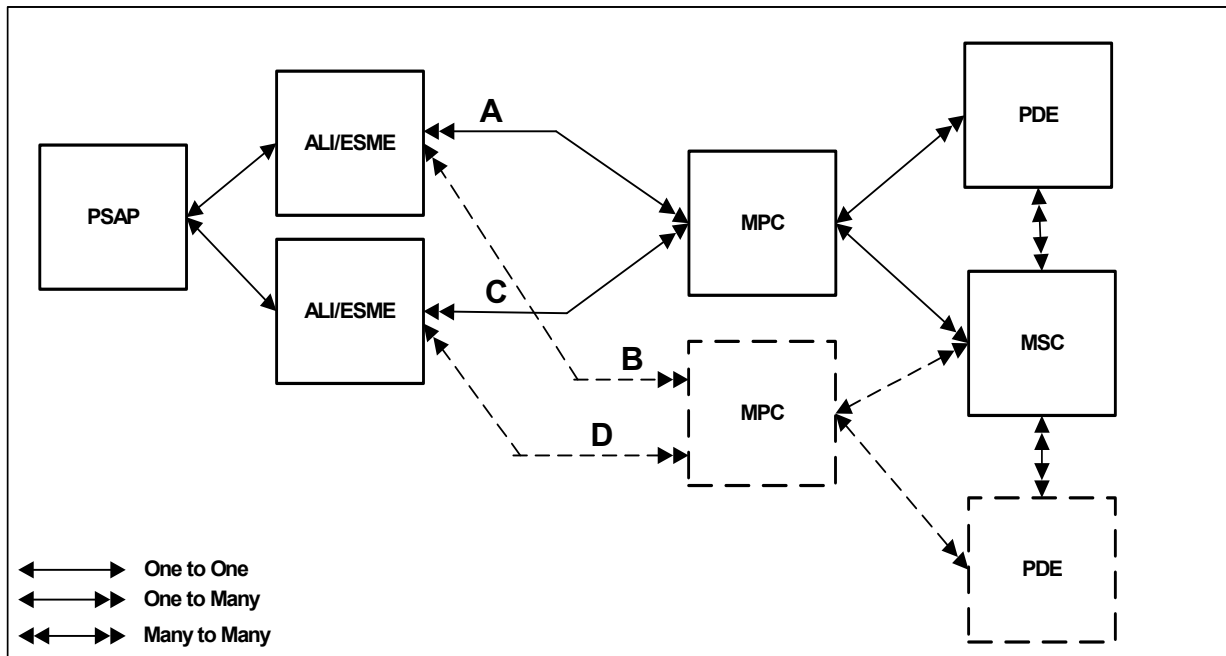 A
PDE
ALI/ESME
PSAP
MPC
C
ALI/ESME
MSC
B
MPC
D
PDE
One to One
One to Many
Many to Many